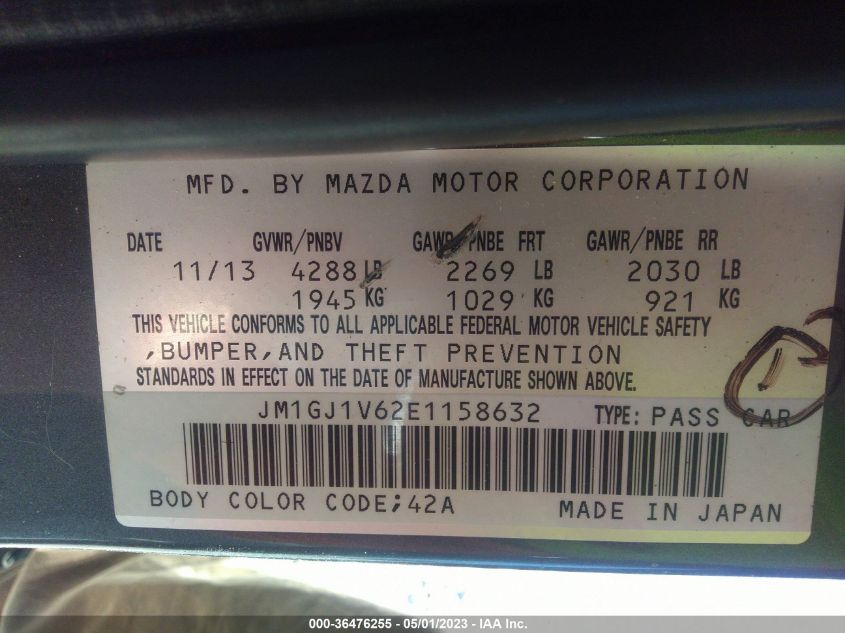 MFD. BY MAZDA MOTOR CORPORATION
DATE GVWR/PNBV GAWR/PNBE FRT GAWR/PNBE RR
11/13 4288 LB 2269 LB 2030 LB
1945 KG 1029 KG 921 KG
THIS VEHICLE CONFORMS TO ALL APPLICABLE FEDERAL MOTOR VEHICLE SAFETY
,BUMPER,AND THEFT PREVENTION
STANDARDS IN EFFECT ON THE DATE OF MANUFACTURE SHOWN ABOVE.
JM1GJ1V62E1158632 TYPE: PASS CAR
BODY COLOR CODE;42A MADE IN JAPAN
000-36476255 - 05/01/2023 - IAA Inc.